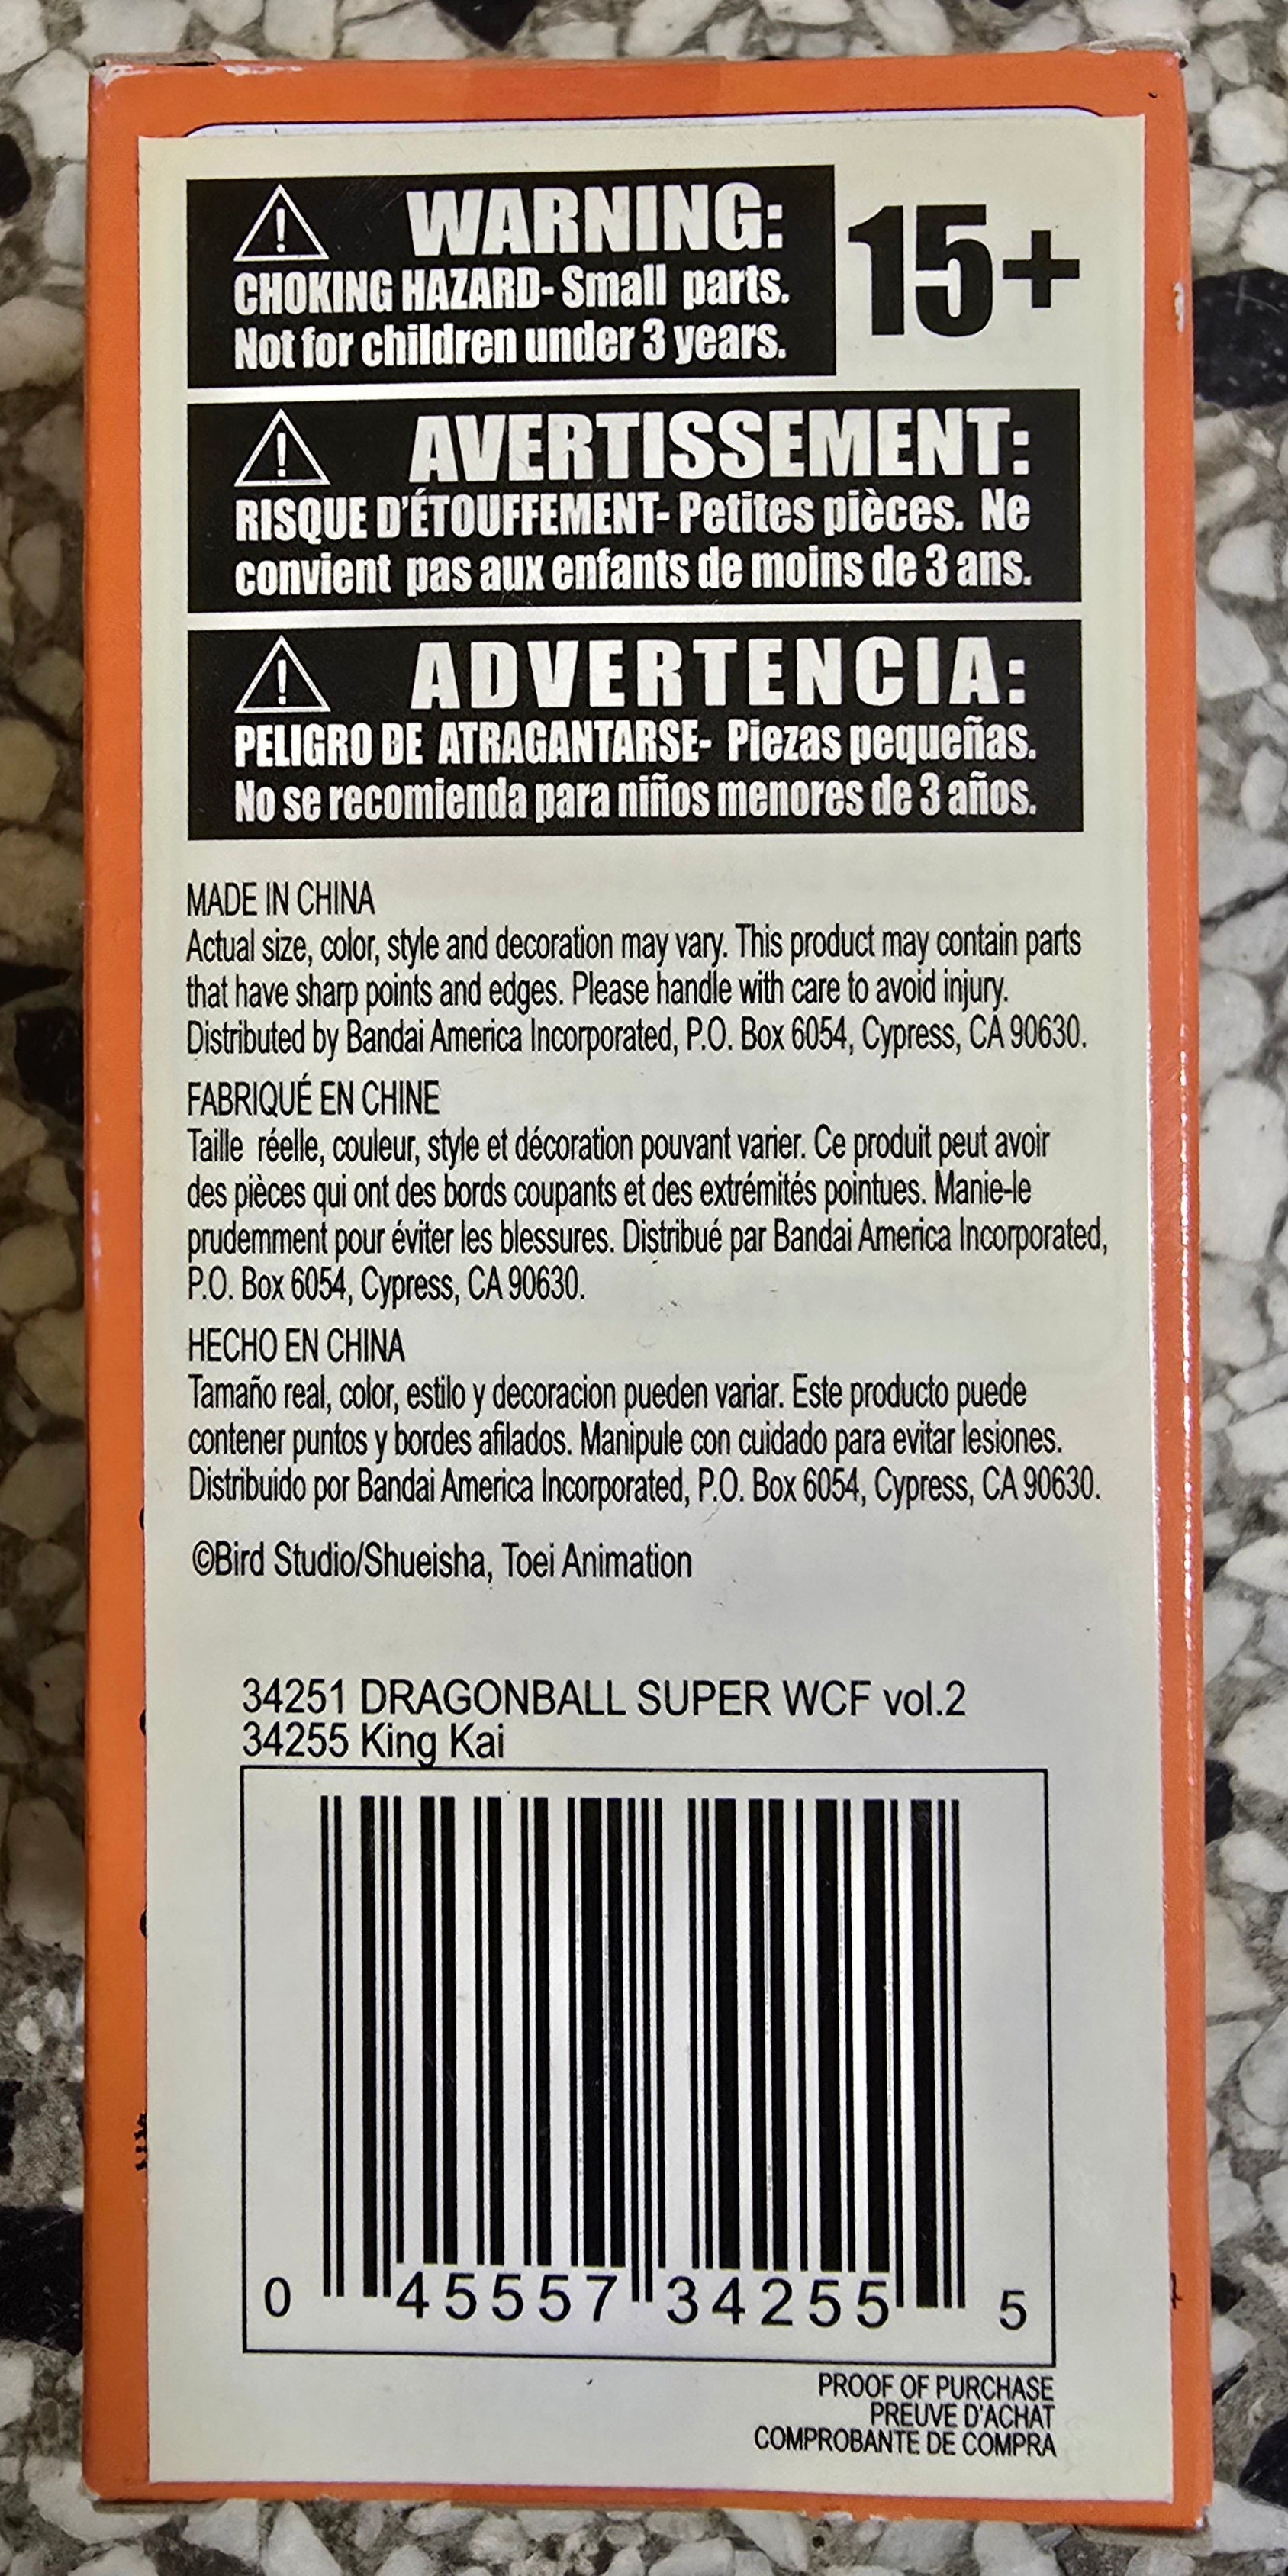 WARNING:
CHOKING HAZARD- Small parts.
Not for children under 3 years.
15+
AVERTISSEMENT:
RISQUE D'ÉTOUFFEMENT- Petites pièces. Ne
convient pas aux enfants de moins de 3 ans.
ADVERTENCIA:
PELIGRO DE ATRAGANTARSE- Piezas pequeñas.
No se recomienda para niños menores de 3 años.
MADE IN CHINA
Actual size, color, style and decoration may vary. This product may contain parts
that have sharp points and edges. Please handle with care to avoid injury.
Distributed by Bandai America Incorporated, P.O. Box 6054, Cypress, CA 90630.
FABRIQUÉ EN CHINE
Taille réelle, couleur, style et décoration pouvant varier. Ce produit peut avoir
des pièces qui ont des bords coupants et des extrémités pointues. Manie-le
prudemment pour éviter les blessures. Distribué par Bandai America Incorporated,
P.O. Box 6054, Cypress, CA 90630.
HECHO EN CHINA
Tamaño real, color, estilo y decoracion pueden variar. Este producto puede
contener puntos y bordes afilados. Manipule con cuidado para evitar lesiones.
Distribuido por Bandai America Incorporated, P.O. Box 6054, Cypress, CA 90630.
©Bird Studio/Shueisha, Toei Animation
34251 DRAGONBALL SUPER WCF vol.2
34255 King Kai
0 45557 34255 5
PROOF OF PURCHASE
PREUVE D'ACHAT
COMPROBANTE DE COMPRA